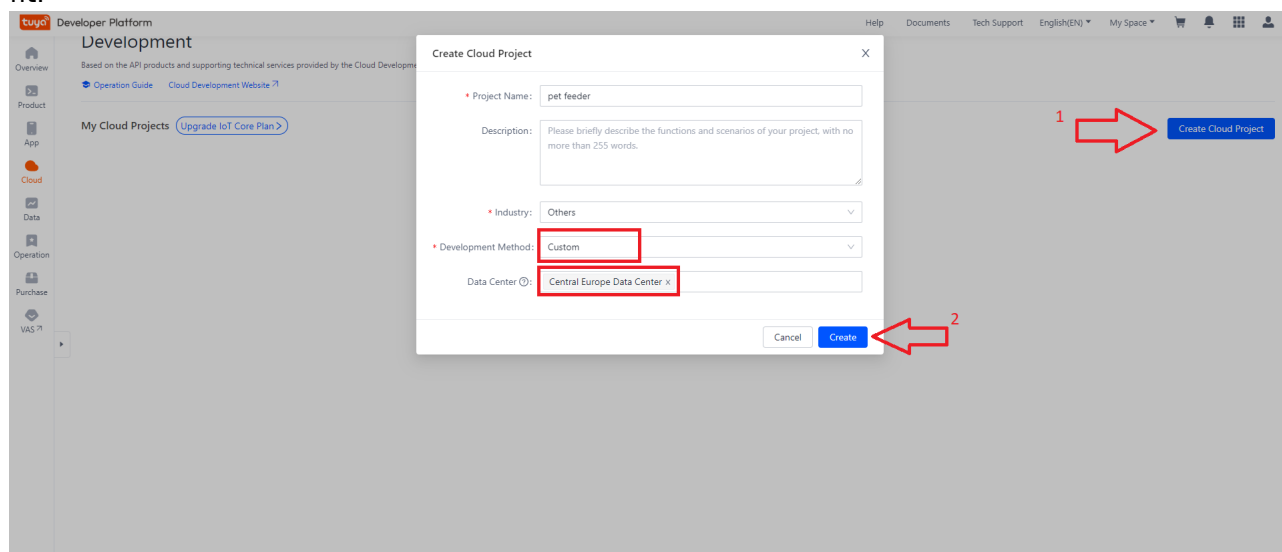 tuya Developer Platform
Help Documents Tech Support English(EN) My Space
Overview
Product
App
Cloud
Data
Operation
Purchase
VAS
Development
Based on the API products and supporting technical services provided by the Cloud Developme
Operation Guide Cloud Development Website
My Cloud Projects Upgrade IoT Core Plan >
1
Create Cloud Project
Create Cloud Project X
* Project Name: pet feeder
Description: Please briefly describe the functions and scenarios of your project, with no
more than 255 words.
* Industry: Others
* Development Method: Custom
Data Center ?: Central Europe Data Center ×
2
Cancel Create